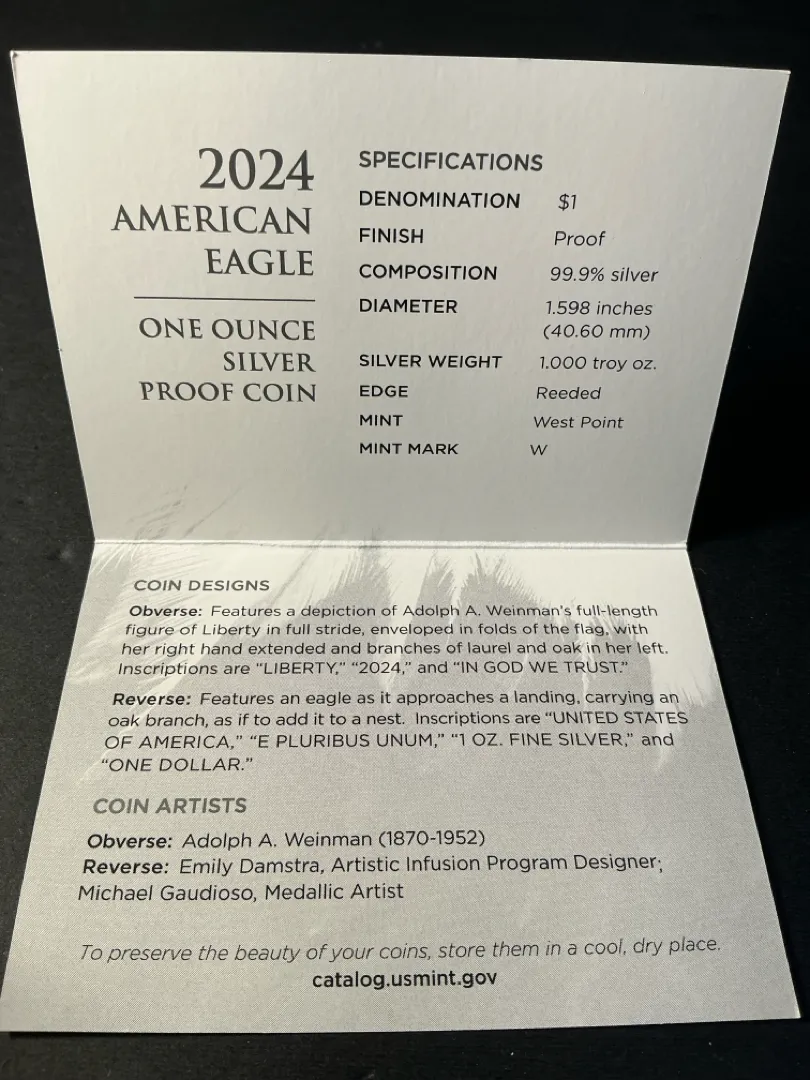 2024
AMERICAN
EAGLE
ONE OUNCE
SILVER
PROOF COIN
SPECIFICATIONS
DENOMINATION $1
FINISH Proof
COMPOSITION 99.9% silver
DIAMETER 1.598 inches
(40.60 mm)
SILVER WEIGHT 1.000 troy oz.
EDGE Reeded
MINT West Point
MINT MARK W
COIN DESIGNS
Obverse: Features a depiction of Adolph A. Weinman's full-length
figure of Liberty in full stride, enveloped in folds of the flag, with
her right hand extended and branches of laurel and oak in her left.
Inscriptions are "LIBERTY," "2024," and "IN GOD WE TRUST."
Reverse: Features an eagle as it approaches a landing, carrying an
oak branch, as if to add it to a nest. Inscriptions are "UNITED STATES
OF AMERICA," "E PLURIBUS UNUM," "1 OZ. FINE SILVER," and
"ONE DOLLAR."
COIN ARTISTS
Obverse: Adolph A. Weinman (1870-1952)
Reverse: Emily Damstra, Artistic Infusion Program Designer;
Michael Gaudioso, Medallic Artist
To preserve the beauty of your coins, store them in a cool, dry place.
catalog.usmint.gov